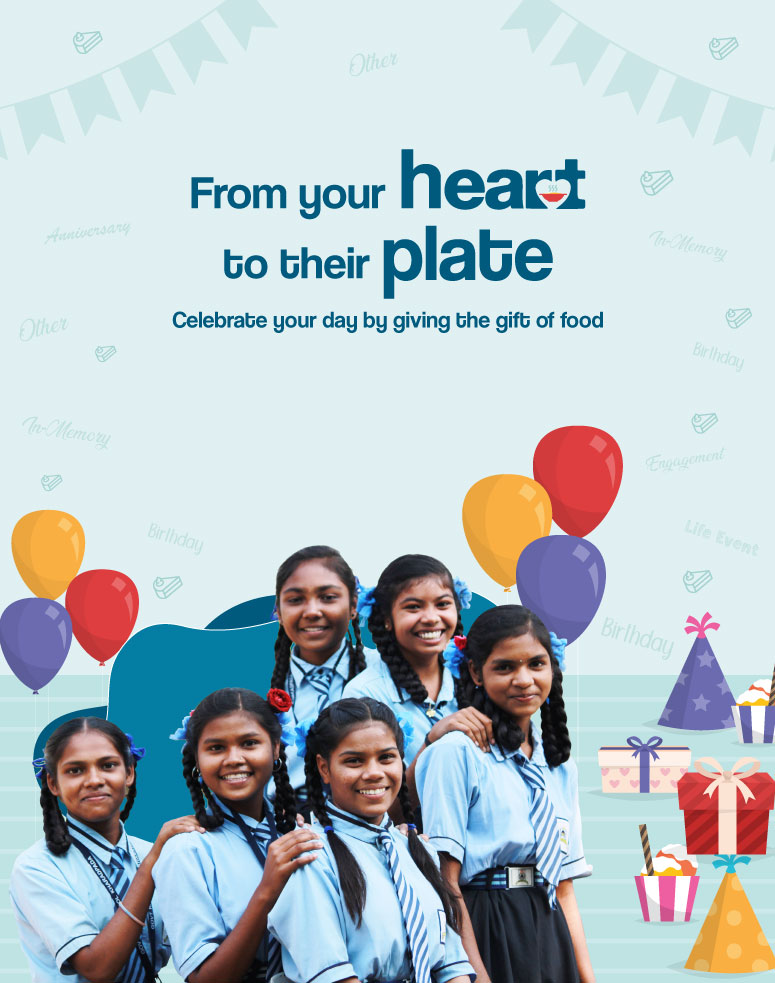 Other
From your heart
to their plate
Celebrate your day by giving the gift of food
Anniversary
In-Memory
Other
Birthday
In-Memory
Engagement
Birthday
Life Event
Birthday